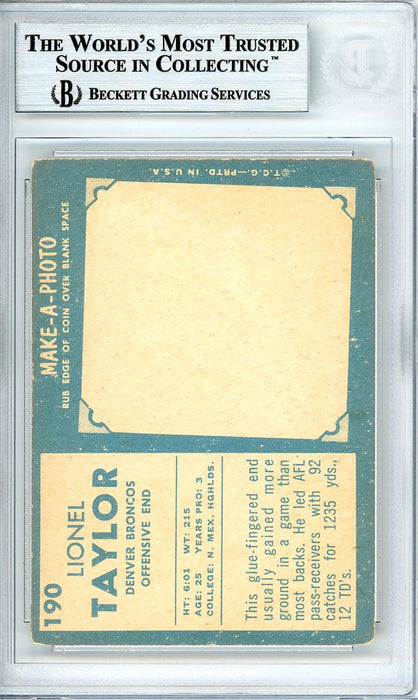 THE WORLD'S MOST TRUSTED
SOURCE IN COLLECTING™
B BECKETT GRADING SERVICES
©T.C.G.—PRTD. IN U.S.A.
MAKE-A-PHOTO
RUB EDGE OF COIN OVER BLANK SPACE
190
LIONEL
TAYLOR
DENVER BRONCOS
OFFENSIVE END
HT: 6:01 WT: 215
AGE: 25 YEARS PRO: 3
COLLEGE: N. MEX. HGHLDS.
This glue-fingered end
usually gained more
ground in a game than
most backs. He led AFL
pass-receivers with 92
catches for 1235 yds.,
12 TD's.